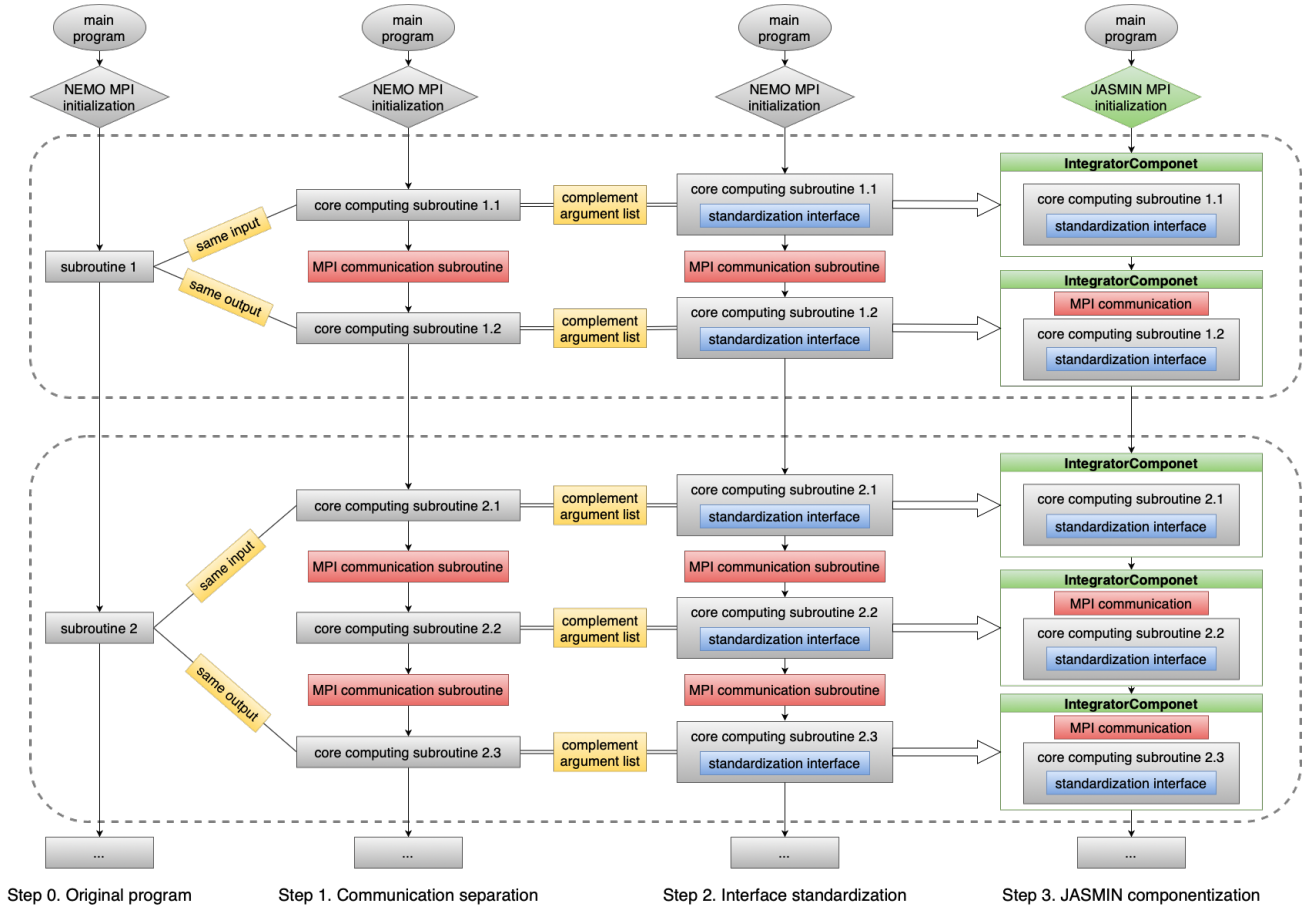 main
program
main
program
main
program
main
program
NEMO MPI
initialization
NEMO MPI
initialization
NEMO MPI
initialization
JASMIN MPI
initialization
subroutine 1
same input
same output
core computing subroutine 1.1
MPI communication subroutine
core computing subroutine 1.2
complement
argument list
complement
argument list
core computing subroutine 1.1
standardization interface
MPI communication subroutine
core computing subroutine 1.2
standardization interface
IntegratorComponet
core computing subroutine 1.1
standardization interface
IntegratorComponet
MPI communication
core computing subroutine 1.2
standardization interface
subroutine 2
same input
same output
core computing subroutine 2.1
MPI communication subroutine
core computing subroutine 2.2
MPI communication subroutine
core computing subroutine 2.3
complement
argument list
complement
argument list
complement
argument list
core computing subroutine 2.1
standardization interface
MPI communication subroutine
core computing subroutine 2.2
standardization interface
MPI communication subroutine
core computing subroutine 2.3
standardization interface
IntegratorComponet
core computing subroutine 2.1
standardization interface
IntegratorComponet
MPI communication
core computing subroutine 2.2
standardization interface
IntegratorComponet
MPI communication
core computing subroutine 2.3
standardization interface
...
...
...
...
Step 0. Original program
Step 1. Communication separation
Step 2. Interface standardization
Step 3. JASMIN componentization